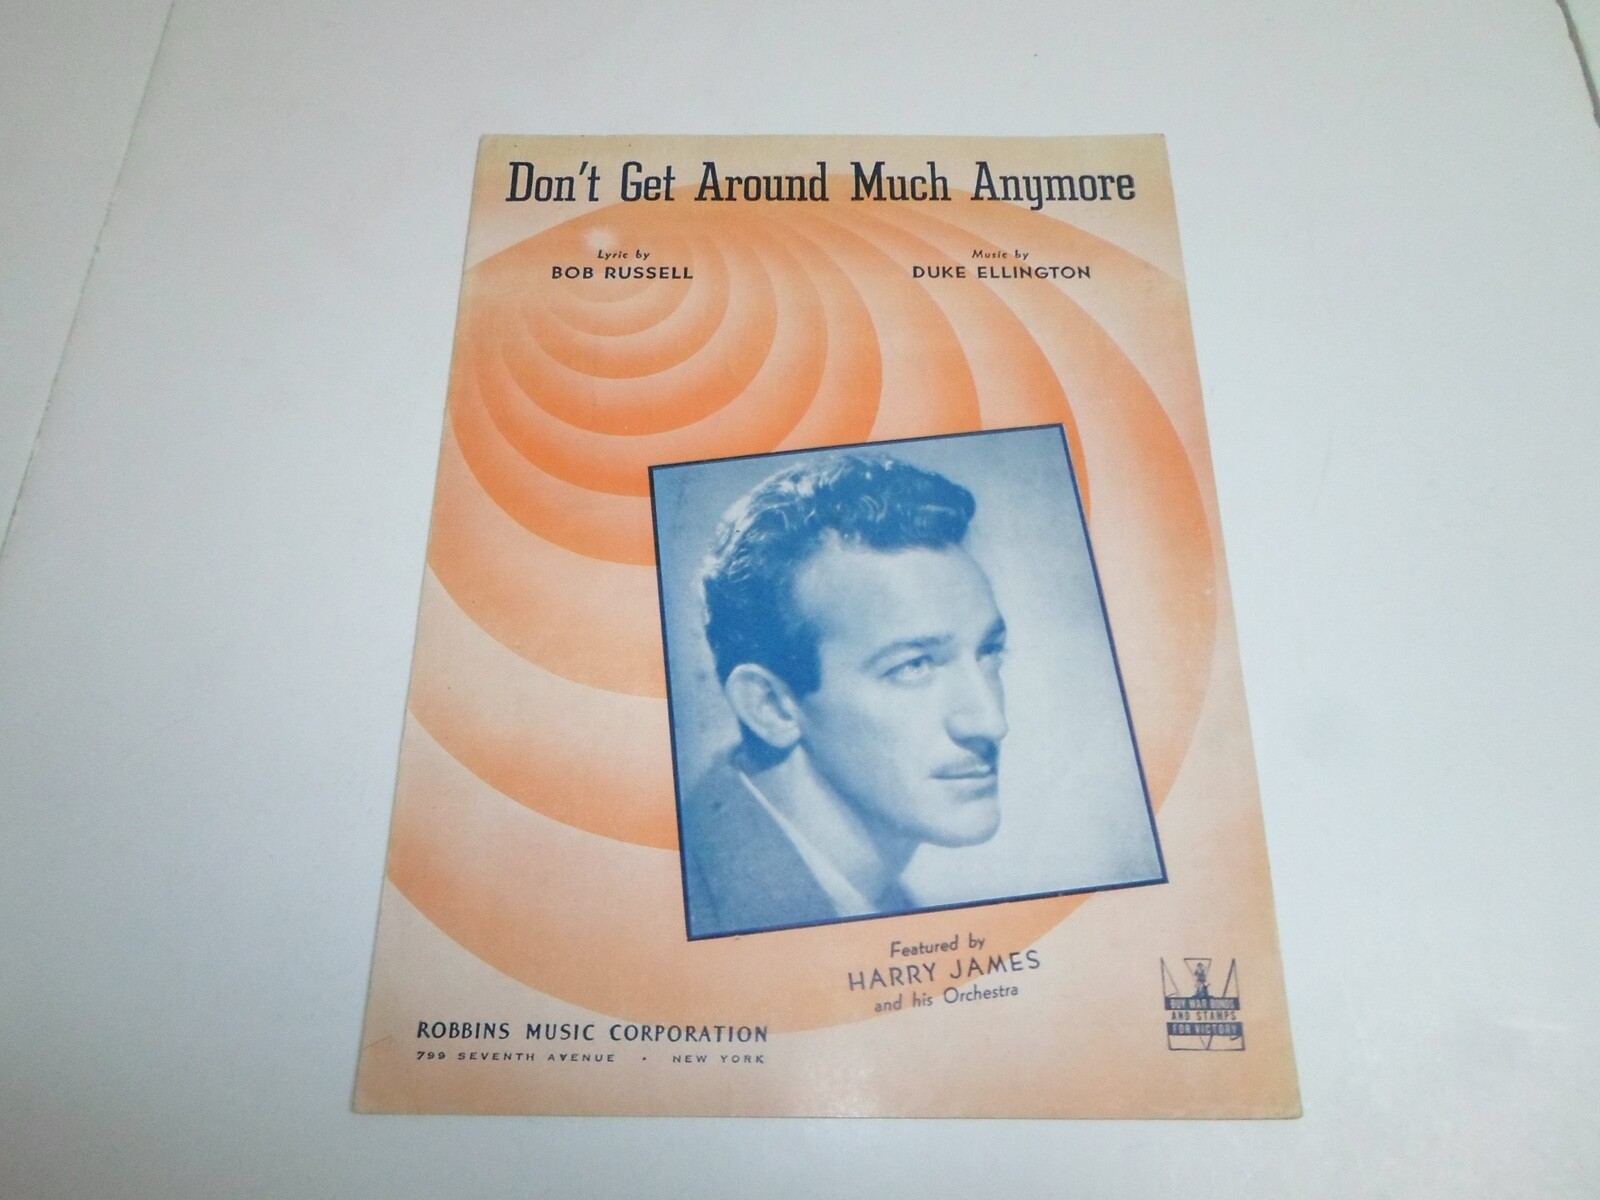 Don't Get Around Much Anymore
Lyric by
BOB RUSSELL
Music by
DUKE ELLINGTON
Featured by
HARRY JAMES
and his Orchestra
ROBBINS MUSIC CORPORATION
799 SEVENTH AVENUE • NEW YORK
BUY WAR BONDS
AND STAMPS
FOR VICTORY